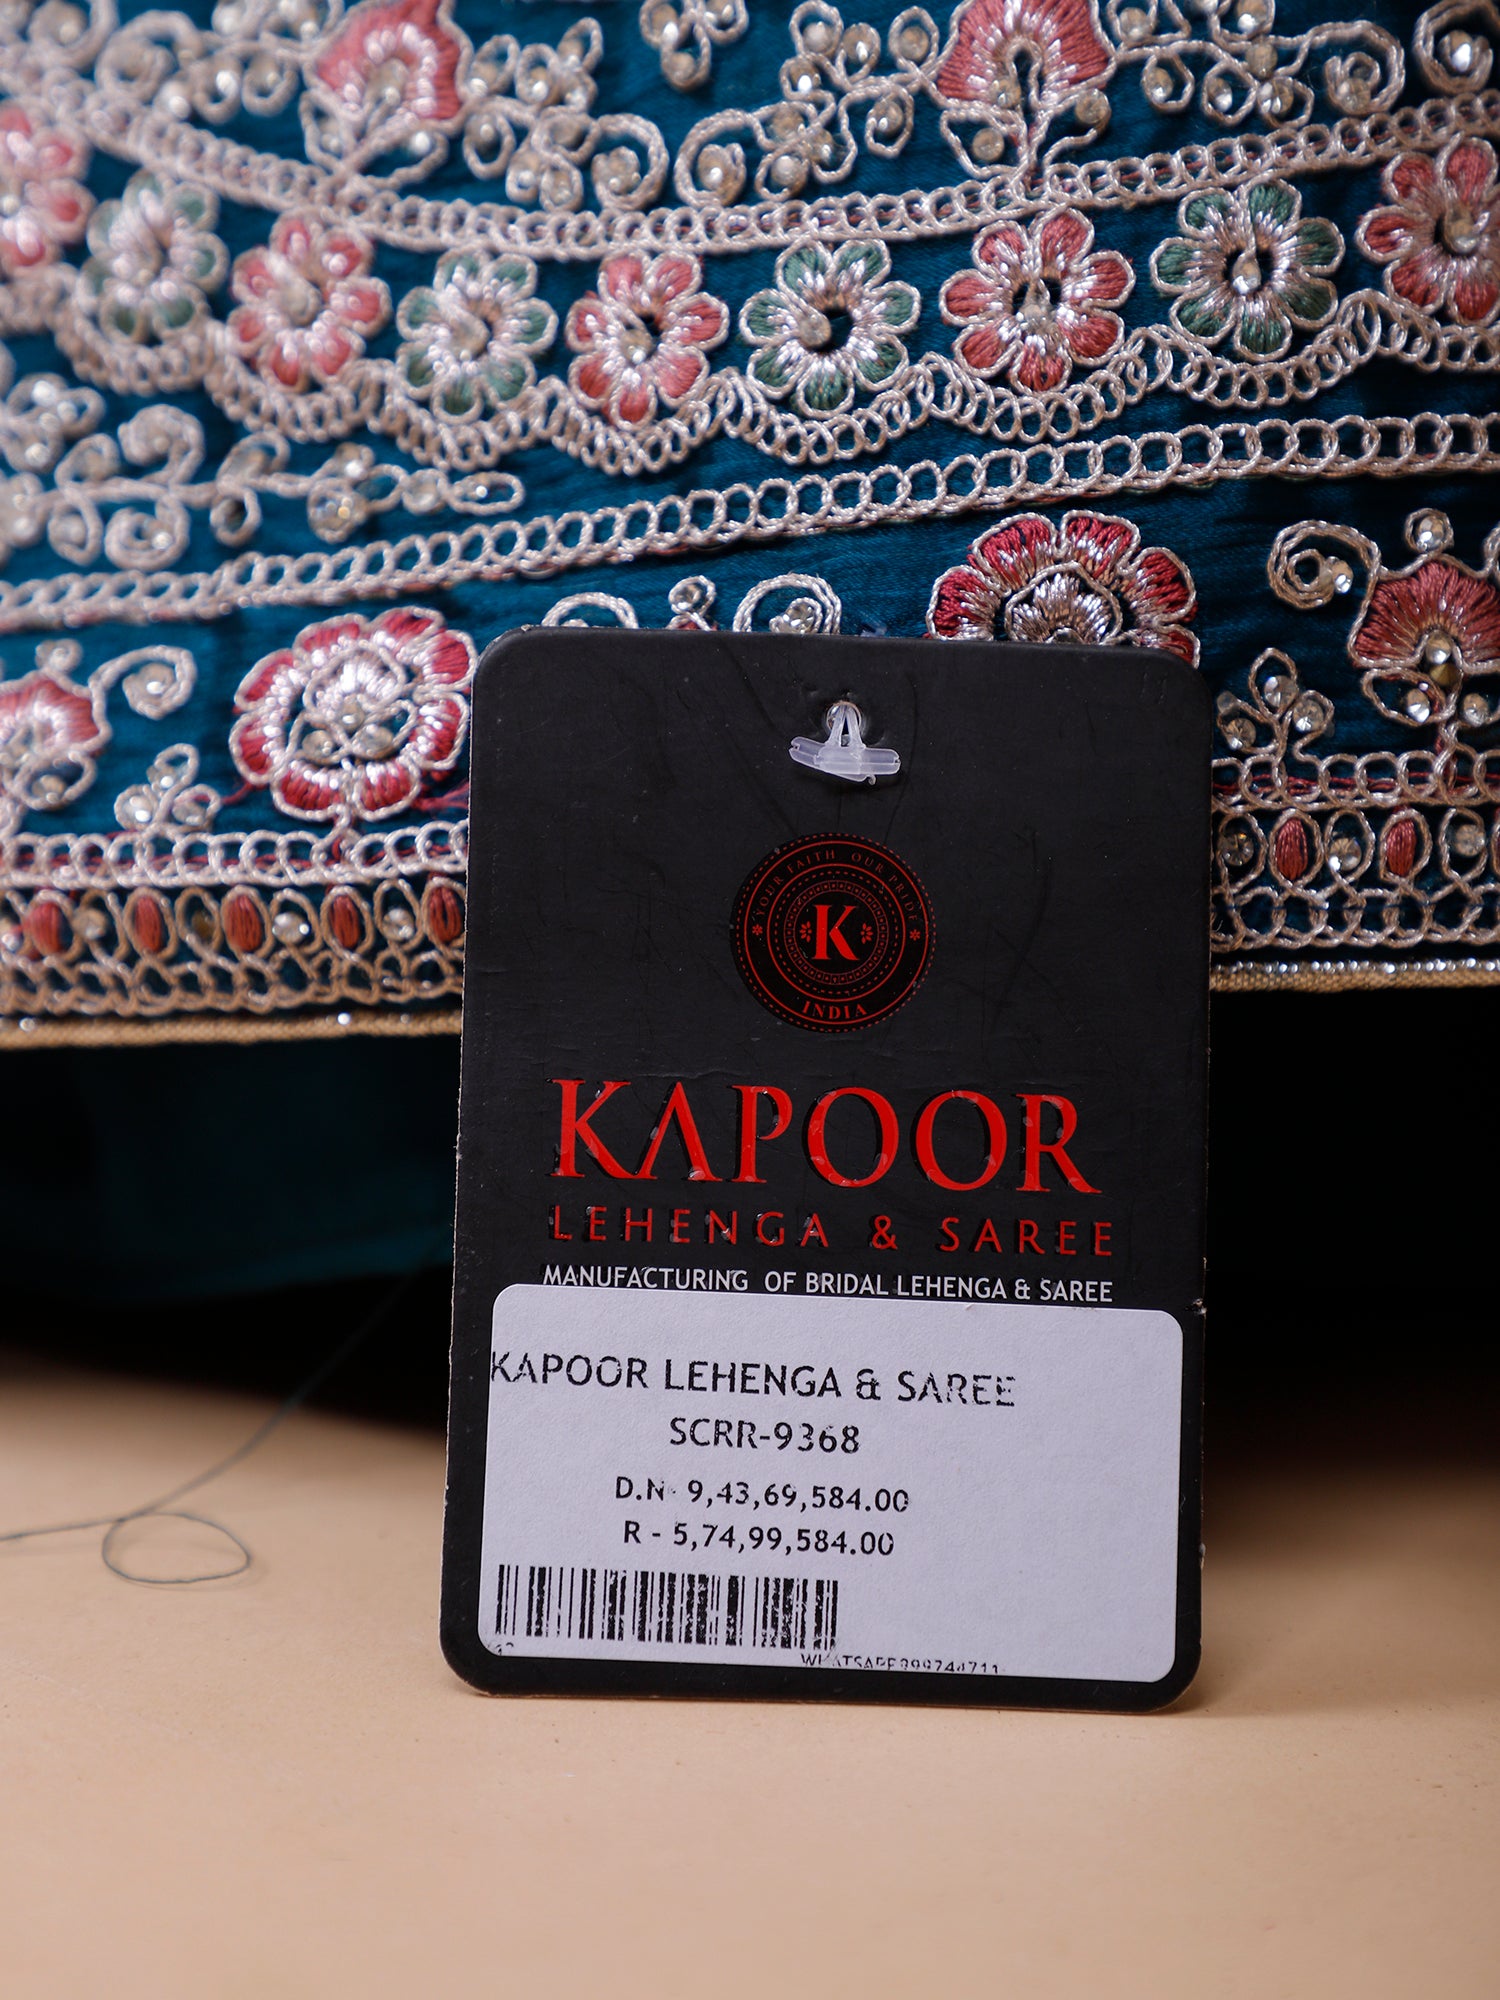 YOUR FAITH OUR PRIDE
K
INDIA
KAPOOR
LEHENGA & SAREE
MANUFACTURING OF BRIDAL LEHENGA & SAREE
KAPOOR LEHENGA & SAREE
SCRR-9368
D.N- 9,43,69,584.00
R - 5,74,99,584.00